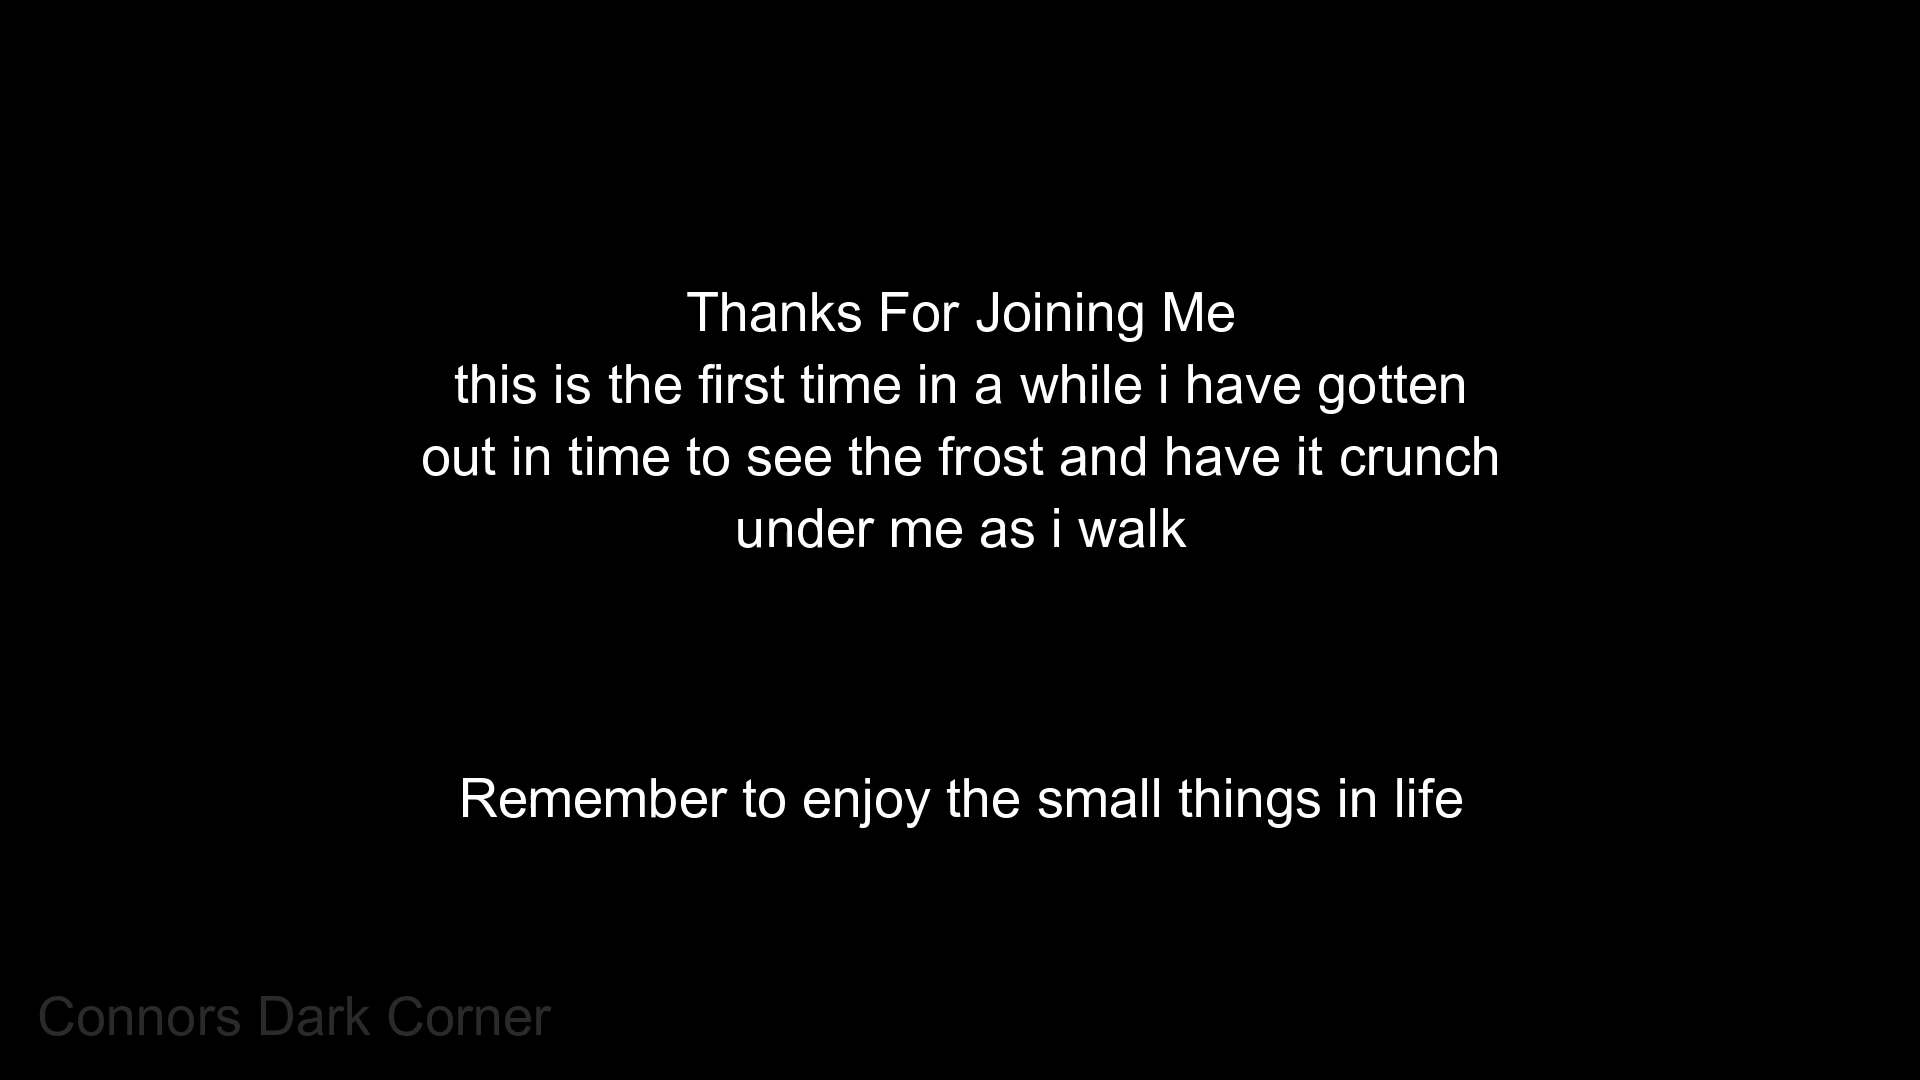 Thanks For Joining Me
this is the first time in a while i have gotten
out in time to see the frost and have it crunch
under me as i walk
Remember to enjoy the small things in life
Connors Dark Corner